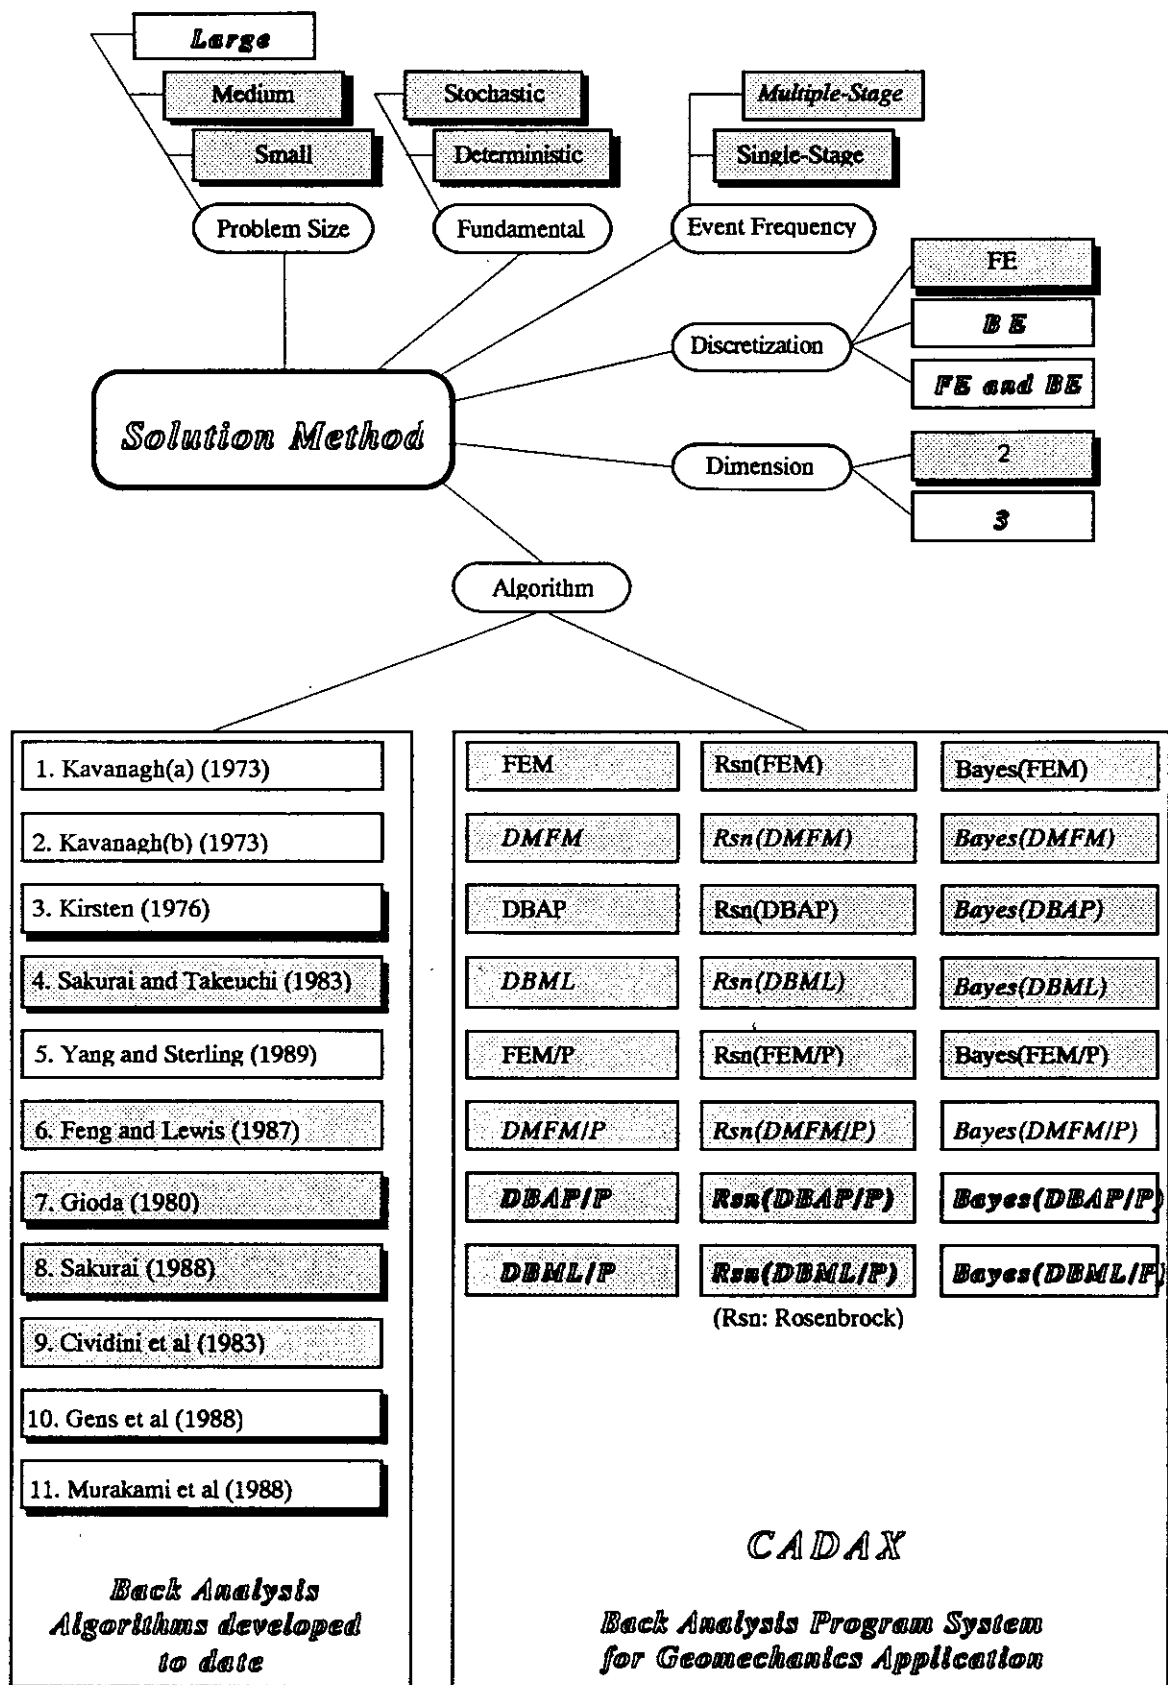 Large
Medium
Small
Problem Size
Stochastic
Deterministic
Fundamental
Multiple-Stage
Single-Stage
Event Frequency
FE
B E
FE and BE
Discretization
Solution Method
2
3
Dimension
Algorithm
1. Kavanagh(a) (1973)
2. Kavanagh(b) (1973)
3. Kirsten (1976)
4. Sakurai and Takeuchi (1983)
5. Yang and Sterling (1989)
6. Feng and Lewis (1987)
7. Gioda (1980)
8. Sakurai (1988)
9. Cividini et al (1983)
10. Gens et al (1988)
11. Murakami et al (1988)
Back Analysis
Algorithms developed
to date
FEM Rsn(FEM) Bayes(FEM)
DMFM Rsn(DMFM) Bayes(DMFM)
DBAP Rsn(DBAP) Bayes(DBAP)
DBML Rsn(DBML) Bayes(DBML)
FEM/P Rsn(FEM/P) Bayes(FEM/P)
DMFM/P Rsn(DMFM/P) Bayes(DMFM/P)
DBAP/P Rsn(DBAP/P) Bayes(DBAP/P)
DBML/P Rsn(DBML/P) Bayes(DBML/P)
(Rsn: Rosenbrock)
CADAX
Back Analysis Program System
for Geomechanics Application